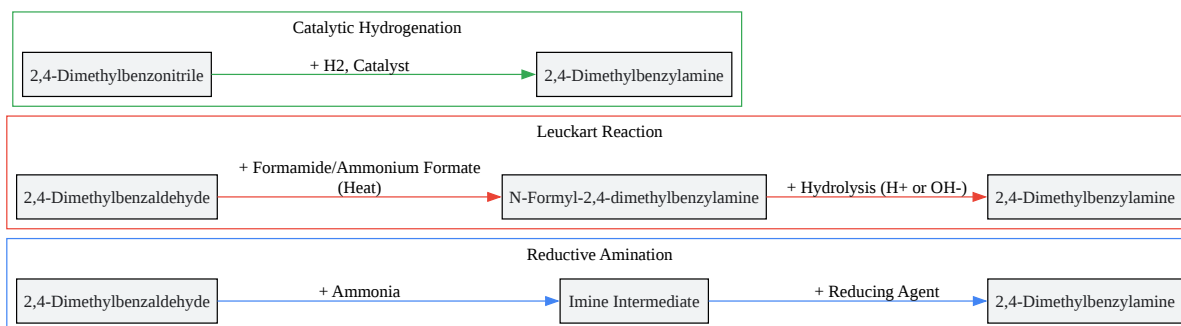 Catalytic Hydrogenation
2,4-Dimethylbenzonitrile
+ H2, Catalyst
2,4-Dimethylbenzylamine
Leuckart Reaction
2,4-Dimethylbenzaldehyde
+ Formamide/Ammonium Formate
(Heat)
N-Formyl-2,4-dimethylbenzylamine
+ Hydrolysis (H+ or OH-)
2,4-Dimethylbenzylamine
Reductive Amination
2,4-Dimethylbenzaldehyde
+ Ammonia
Imine Intermediate
+ Reducing Agent
2,4-Dimethylbenzylamine